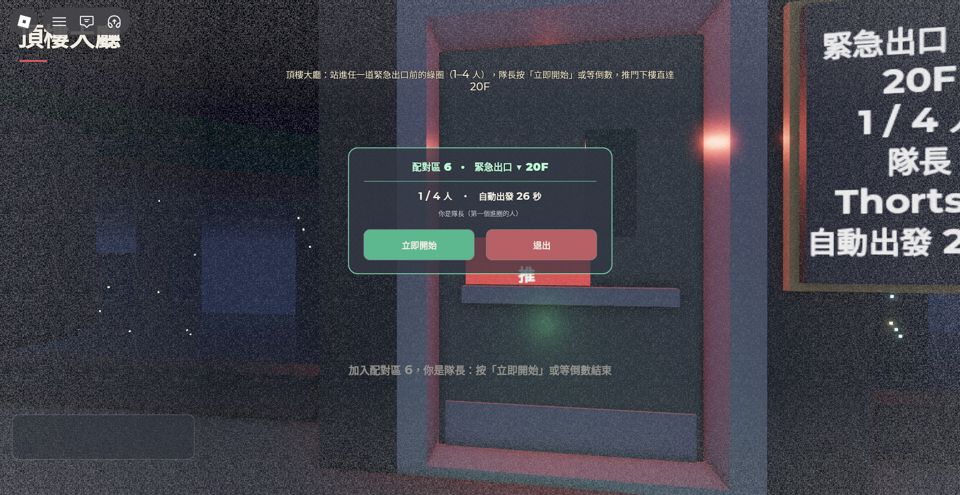 頂樓大廳
頂樓大廳：站進任一道緊急出口前的綠圈（1–4 人），隊長按「立即開始」或等倒數，推門下樓直達
20F
配對區 6 • 緊急出口 ▼ 20F
1 / 4 人 • 自動出發 26 秒
你是隊長（第一個進圈的人）
立即開始
退出
推
加入配對區 6，你是隊長：按「立即開始」或等倒數結束
緊急出口
20F
1 / 4
隊長
Thorts
自動出發 2